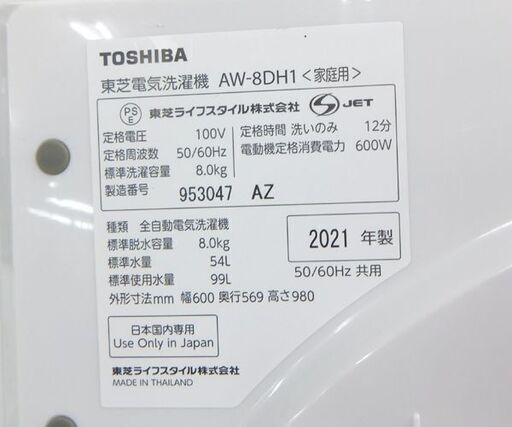 TOSHIBA
東芝電気洗濯機 AW-8DH1<家庭用>
PS E 東芝ライフスタイル株式会社 S JET
定格電圧 100V 定格時間 洗いのみ 12分
定格周波数 50/60Hz 電動機定格消費電力 600W
標準洗濯容量 8.0kg
製造番号 953047 AZ
種類 全自動電気洗濯機
標準脱水容量 8.0kg 2021 年製
標準水量 54L
標準使用水量 99L 50/60Hz 共用
外形寸法mm 幅600 奥行569 高さ980
日本国内専用
Use Only in Japan
東芝ライフスタイル株式会社
MADE IN THAILAND